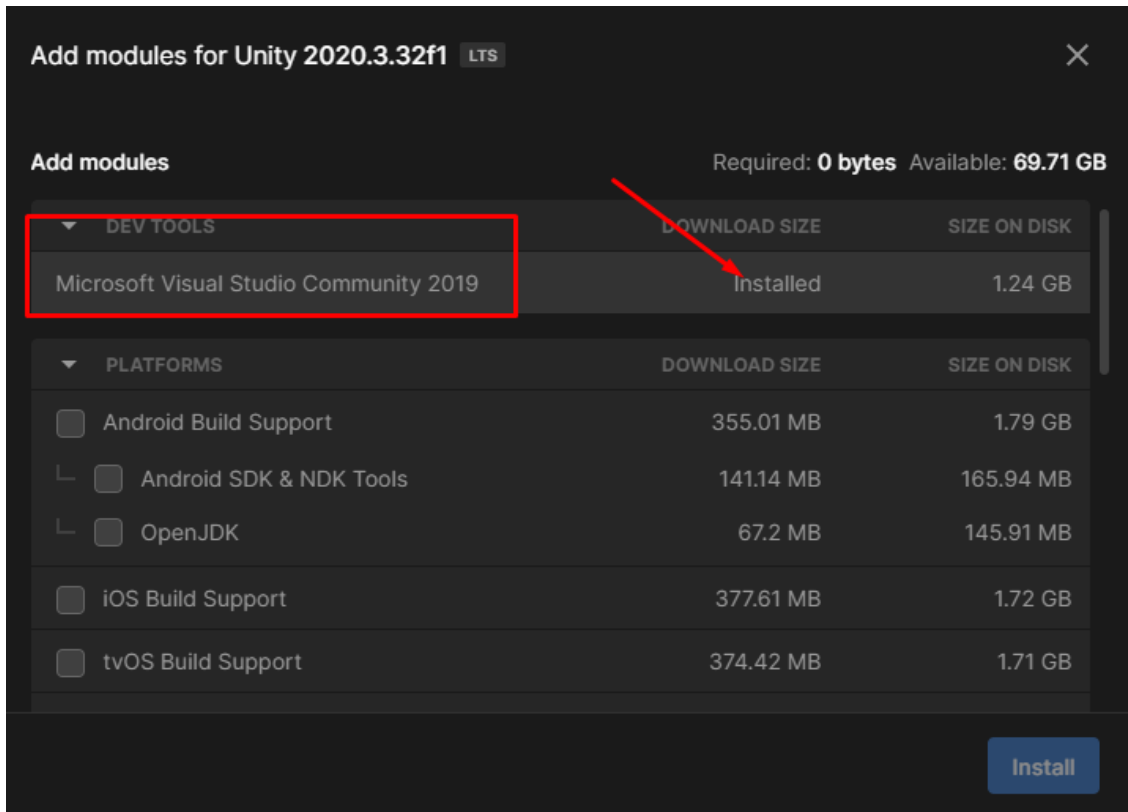 Add modules for Unity 2020.3.32f1 LTS
Add modules Required: 0 bytes Available: 69.71 GB
DEV TOOLS DOWNLOAD SIZE SIZE ON DISK
Microsoft Visual Studio Community 2019 Installed 1.24 GB
PLATFORMS DOWNLOAD SIZE SIZE ON DISK
Android Build Support 355.01 MB 1.79 GB
Android SDK & NDK Tools 141.14 MB 165.94 MB
OpenJDK 67.2 MB 145.91 MB
iOS Build Support 377.61 MB 1.72 GB
tvOS Build Support 374.42 MB 1.71 GB
Install